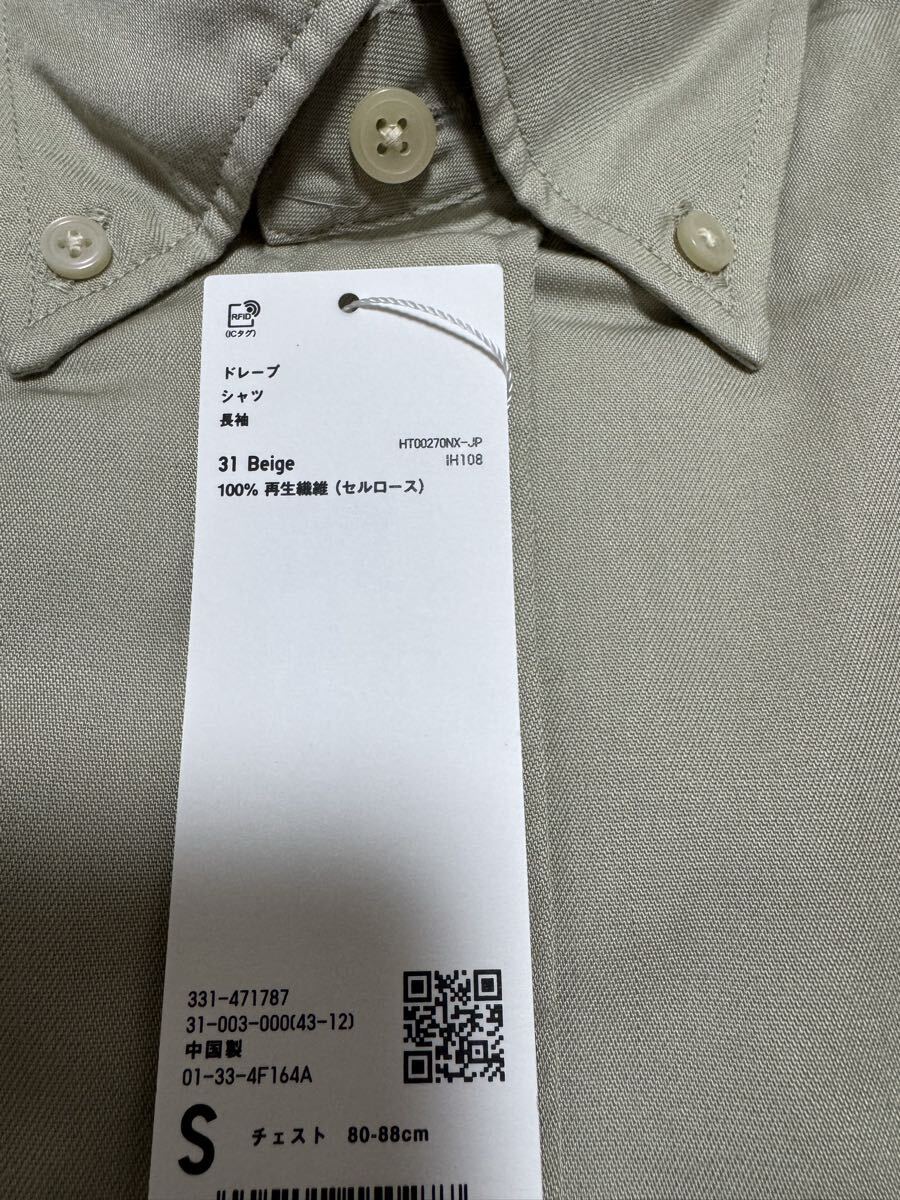 RFID
(ICタグ)
ドレープ
シャツ
長袖
HT00270NX-JP
31 Beige
IH108
100% 再生繊維 (セルロース)
331-471787
31-003-000(43-12)
中国製
01-33-4F164A
S チェスト 80-88cm